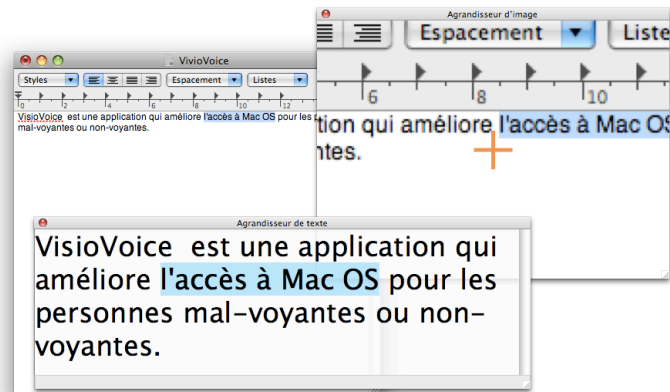 VivioVoice
Styles
Espacement
Listes
0 2 4 6 8 10 12
VisioVoice est une application qui améliore l'accès à Mac OS pour les
mal-voyantes ou non-voyantes.
Agrandisseur d'image
Espacement
Liste
6 8 10
tion qui améliore l'accès à Mac OS
ntes.
Agrandisseur de texte
VisioVoice est une application qui
améliore l'accès à Mac OS pour les
personnes mal-voyantes ou non-
voyantes.